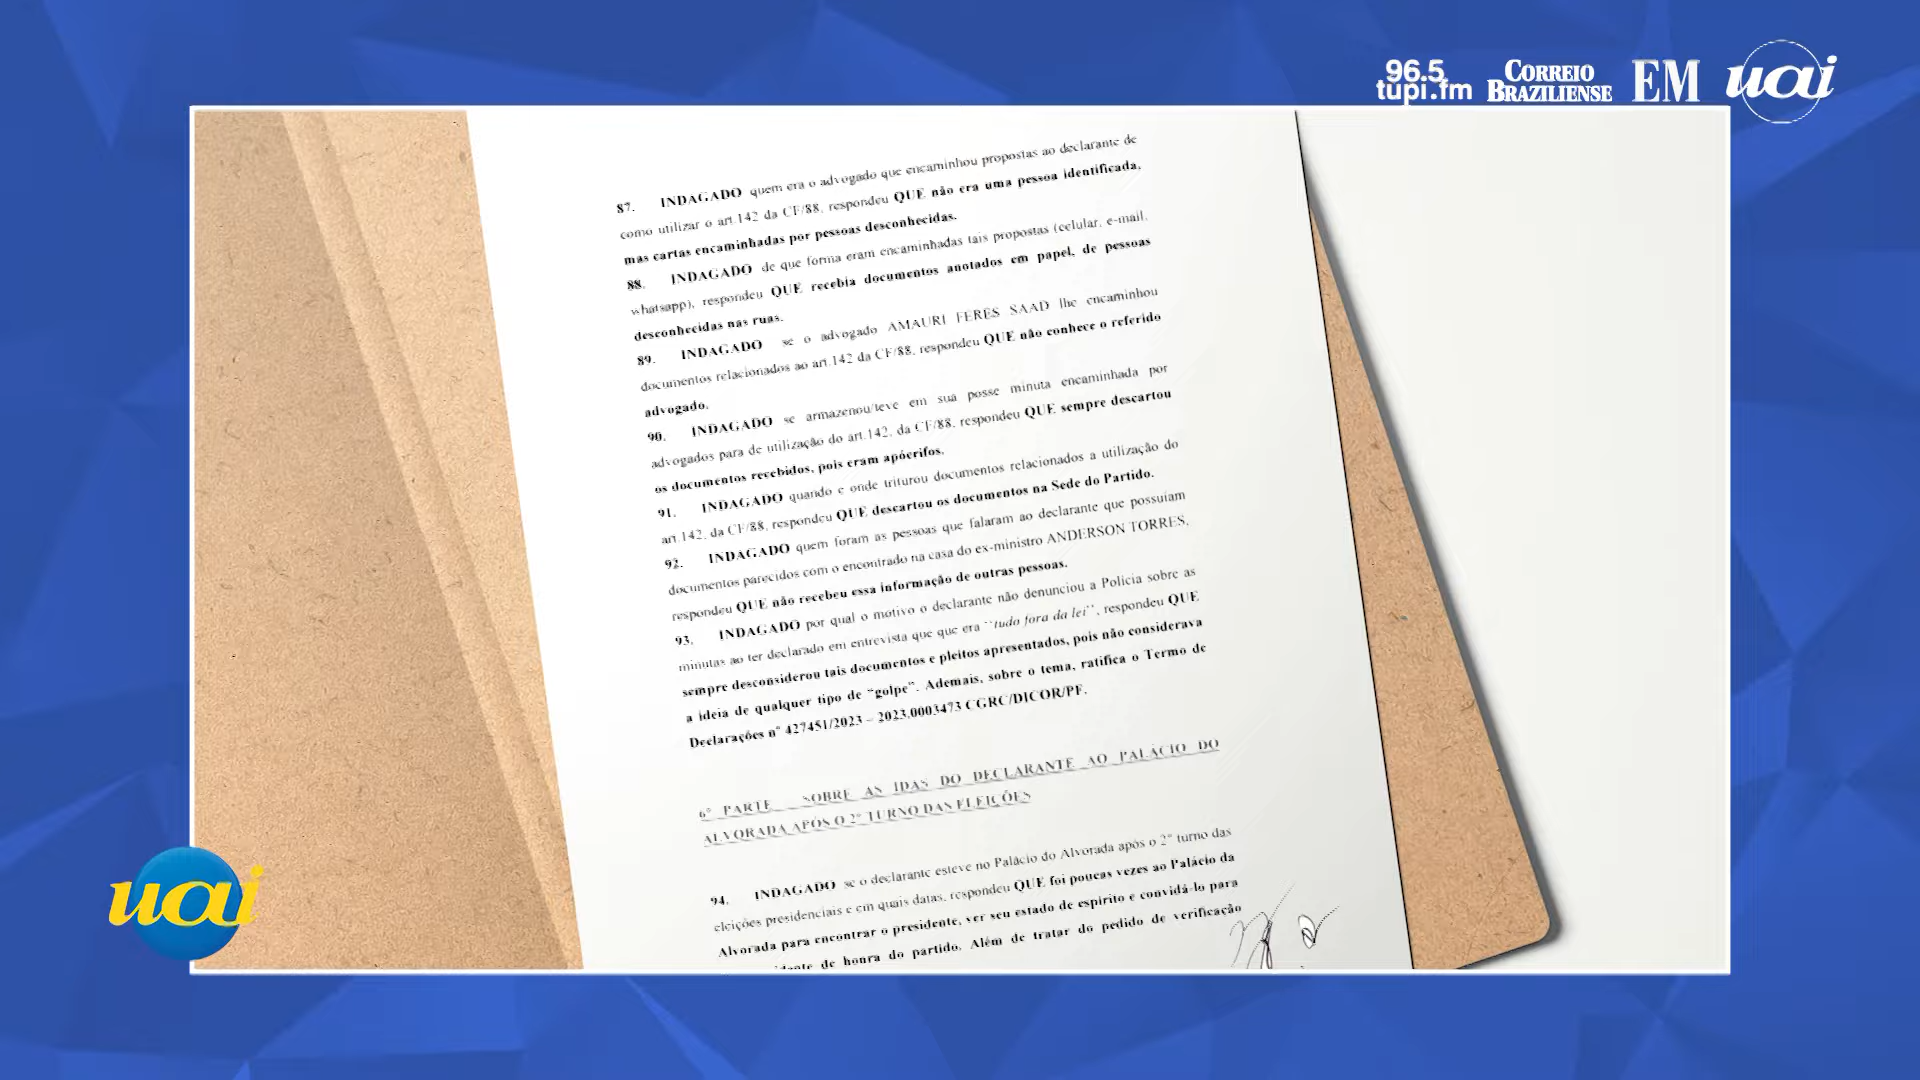 96.5
tupi.fm
CORREIO
BRAZILIENSE
EM
uai
87. INDAGADO quem era o advogado que encaminhou propostas ao declarante de
como utilizar o art.142 da CF/88, respondeu QUE não era uma pessoa identificada,
mas cartas encaminhadas por pessoas desconhecidas.
88. INDAGADO de que forma eram encaminhadas tais propostas (celular, e-mail,
whatsapp), respondeu QUE recebia documentos anotados em papel, de pessoas
desconhecidas nas ruas.
89. INDAGADO se o advogado AMAURI FERES SAAD lhe encaminhou
documentos relacionados ao art.142 da CF/88, respondeu QUE não conhece o referido
advogado.
90. INDAGADO se armazenou/teve em sua posse minuta encaminhada por
advogados para de utilização do art.142, da CF/88, respondeu QUE sempre descartou
os documentos recebidos, pois eram apócrifos.
91. INDAGADO quando e onde triturou documentos relacionados a utilização do
art.142, da CF/88, respondeu QUE descartou os documentos na Sede do Partido.
92. INDAGADO quem foram as pessoas que falaram ao declarante que possuíam
documentos parecidos com o encontrado na casa do ex-ministro ANDERSON TORRES,
respondeu QUE não recebeu essa informação de outras pessoas.
93. INDAGADO por qual o motivo o declarante não denunciou a Polícia sobre as
minutas ao ter declarado em entrevista que que era ``tudo fora da lei´´, respondeu QUE
sempre desconsiderou tais documentos e pleitos apresentados, pois não considerava
a ideia de qualquer tipo de “golpe”. Ademais, sobre o tema, ratifica o Termo de
Declarações nº 427451/2023 – 2023.0003473 CGRC/DICOR/PF.
6ª PARTE SOBRE AS IDAS DO DECLARANTE AO PALÁCIO DO
ALVORADA APÓS O 2º TURNO DAS ELEIÇÕES
94. INDAGADO se o declarante esteve no Palácio do Alvorada após o 2º turno das
eleições presidenciais e em quais datas, respondeu QUE foi poucas vezes ao Palácio da
Alvorada para encontrar o presidente, ver seu estado de espírito e convidá-lo para
de honra do partido. Além de tratar do pedido de verificação
uai